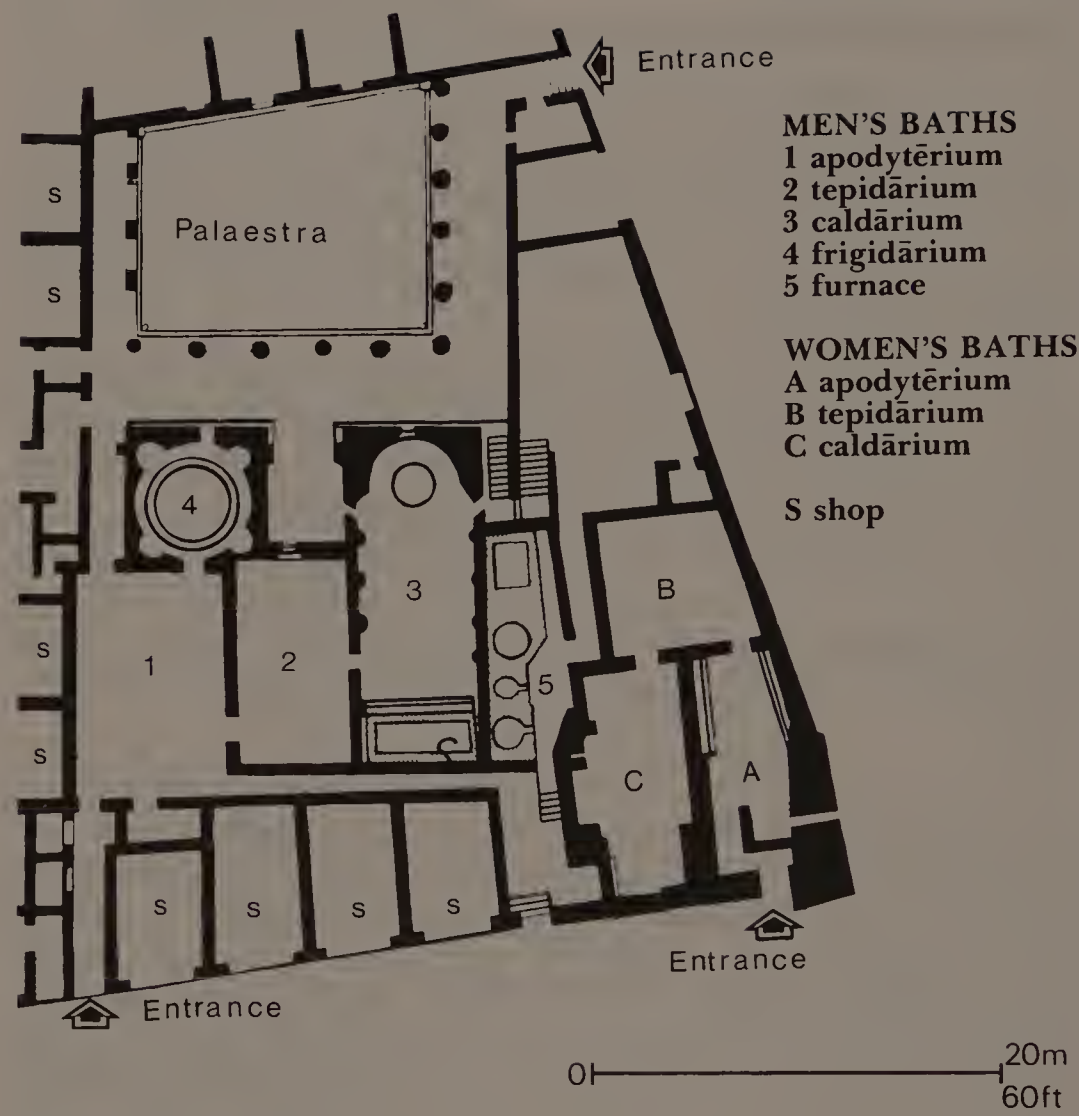 Entrance
MEN'S BATHS
1 apodytērium
2 tepidārium
3 caldārium
4 frigidārium
5 furnace
WOMEN'S BATHS
A apodytērium
B tepidārium
C caldārium
S shop
S
S
Palaestra
4
3
B
1
2
5
S
S
C
A
S
S
S
S
Entrance
Entrance
0
20m
60ft